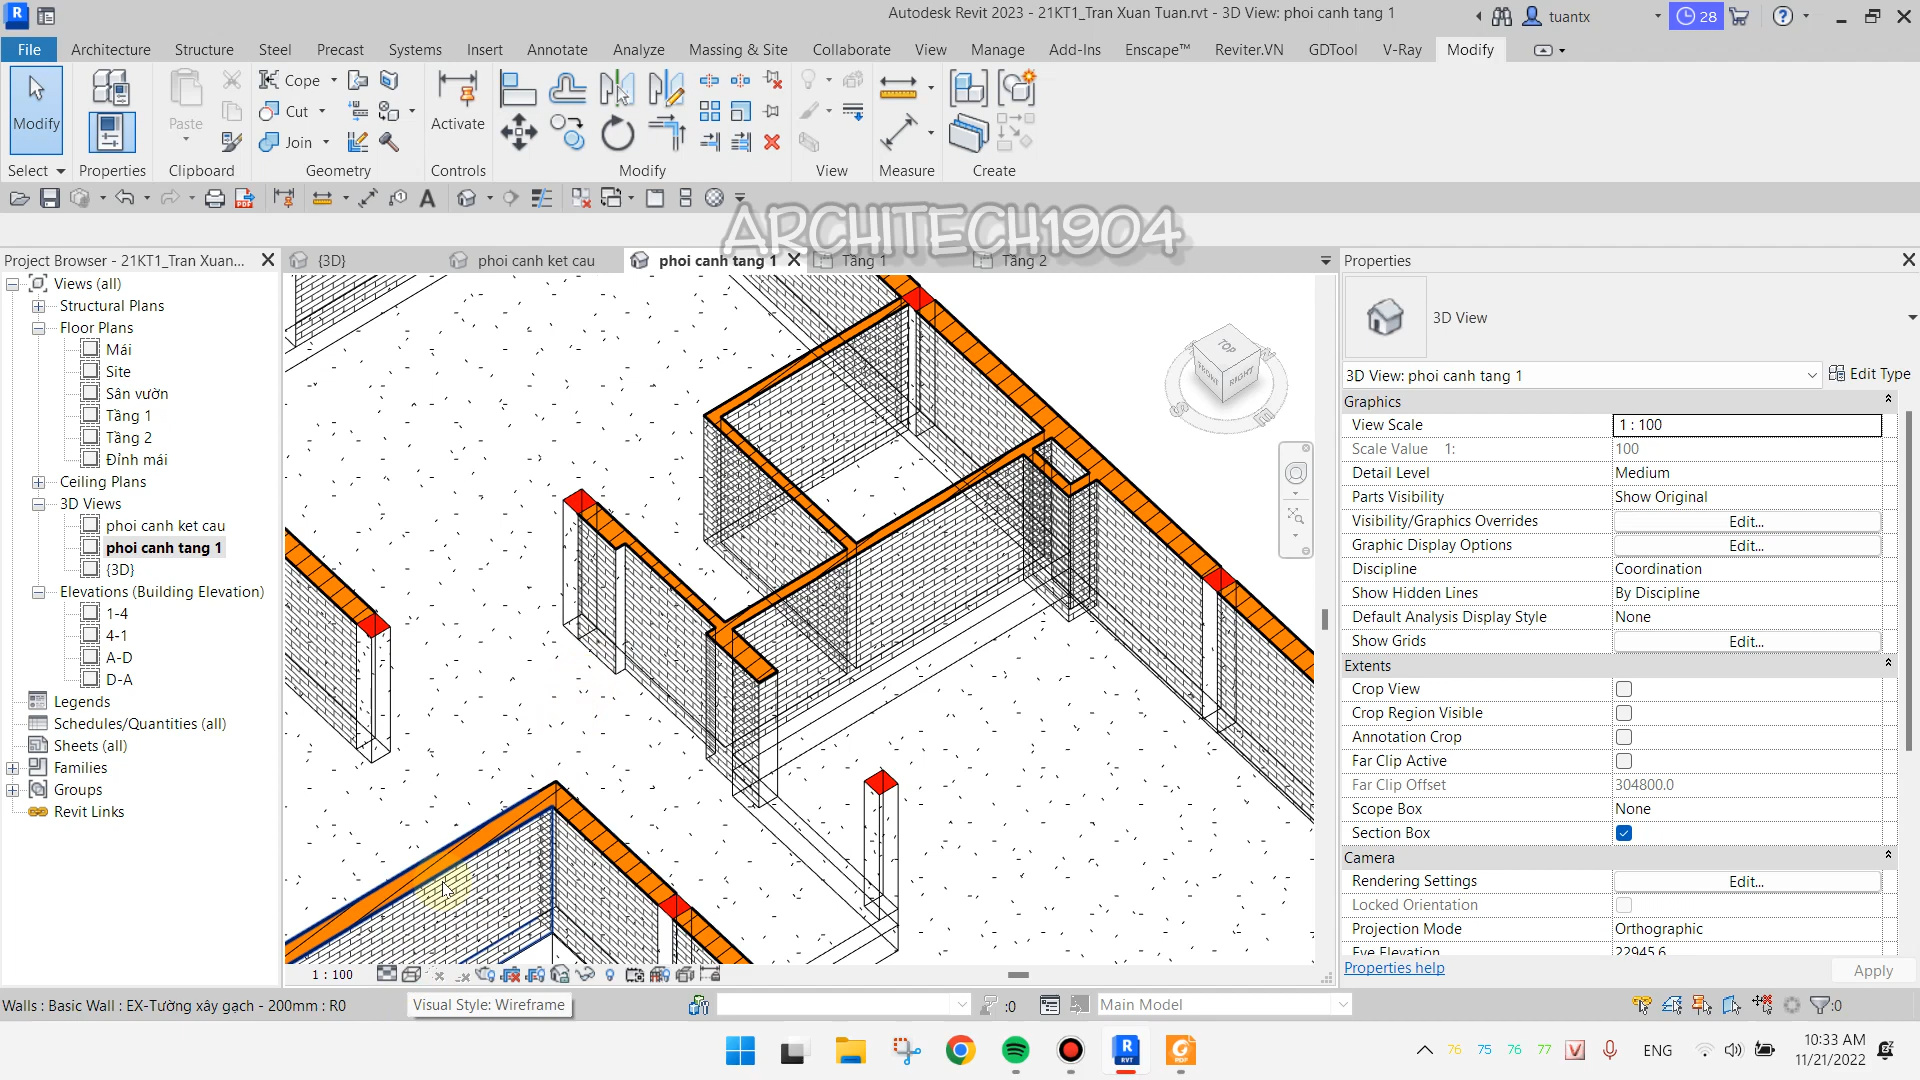 Autodesk Revit 2023 - 21KT1_Tran Xuan Tuan.rvt - 3D View: phoi canh tang 1
tuantx
28
File Architecture Structure Steel Precast Systems Insert Annotate Analyze Massing & Site Collaborate View Manage Add-Ins Enscape™ Reviter.VN GDTool V-Ray Modify
Modify
Paste
Cope
Cut
Join
Activate
Select Properties Clipboard Geometry Controls Modify View Measure Create
ARCHITECH1904
Project Browser - 21KT1_Tran Xuan...
{3D}
phoi canh ket cau
phoi canh tang 1
Tầng 1
Tầng 2
Views (all)
Structural Plans
Floor Plans
Mái
Site
Sân vườn
Tầng 1
Tầng 2
Đỉnh mái
Ceiling Plans
3D Views
phoi canh ket cau
phoi canh tang 1
{3D}
Elevations (Building Elevation)
1-4
4-1
A-D
D-A
Legends
Schedules/Quantities (all)
Sheets (all)
Families
Groups
Revit Links
TOP
FRONT
RIGHT
S
E
Properties
3D View
3D View: phoi canh tang 1
Edit Type
Graphics
View Scale 1 : 100
Scale Value 1: 100
Detail Level Medium
Parts Visibility Show Original
Visibility/Graphics Overrides Edit...
Graphic Display Options Edit...
Discipline Coordination
Show Hidden Lines By Discipline
Default Analysis Display Style None
Show Grids Edit...
Extents
Crop View
Crop Region Visible
Annotation Crop
Far Clip Active
Far Clip Offset 304800.0
Scope Box None
Section Box
Camera
Rendering Settings Edit...
Locked Orientation
Projection Mode Orthographic
Eye Elevation 22945.6
Properties help
Apply
1 : 100
Walls : Basic Wall : EX-Tường xây gạch - 200mm : R0
Visual Style: Wireframe
:0
Main Model
:0
76 75 76 77
ENG
10:33 AM
11/21/2022